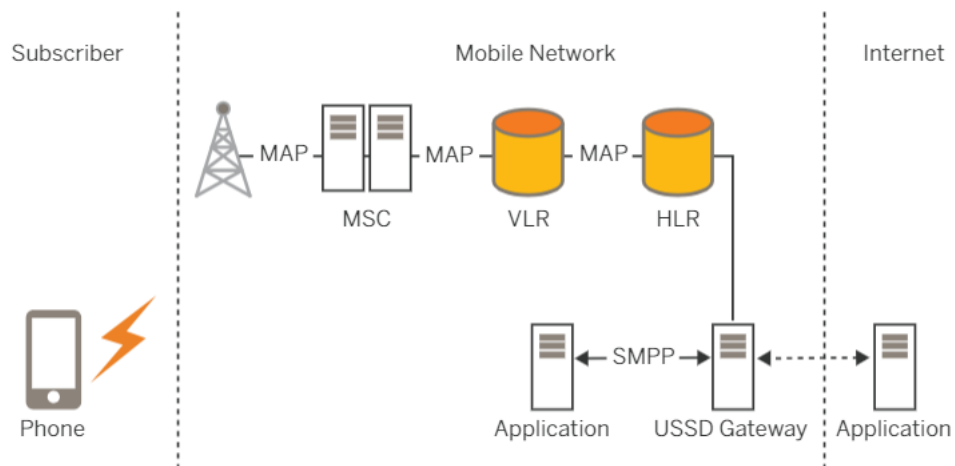 Subscriber
Mobile Network
Internet
MAP
MAP
MAP
MSC
VLR
HLR
SMPP
Phone
Application
USSD Gateway
Application